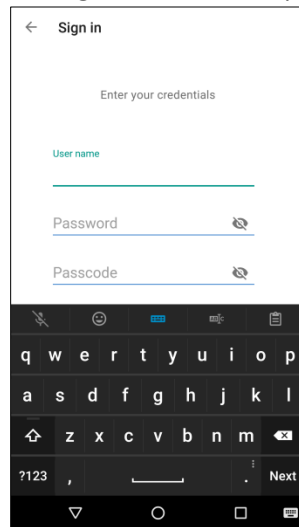 Sign in
Enter your credentials
User name
Password
Passcode
q w e r t y u i o p
a s d f g h j k l
z x c v b n m
?123 , . Next